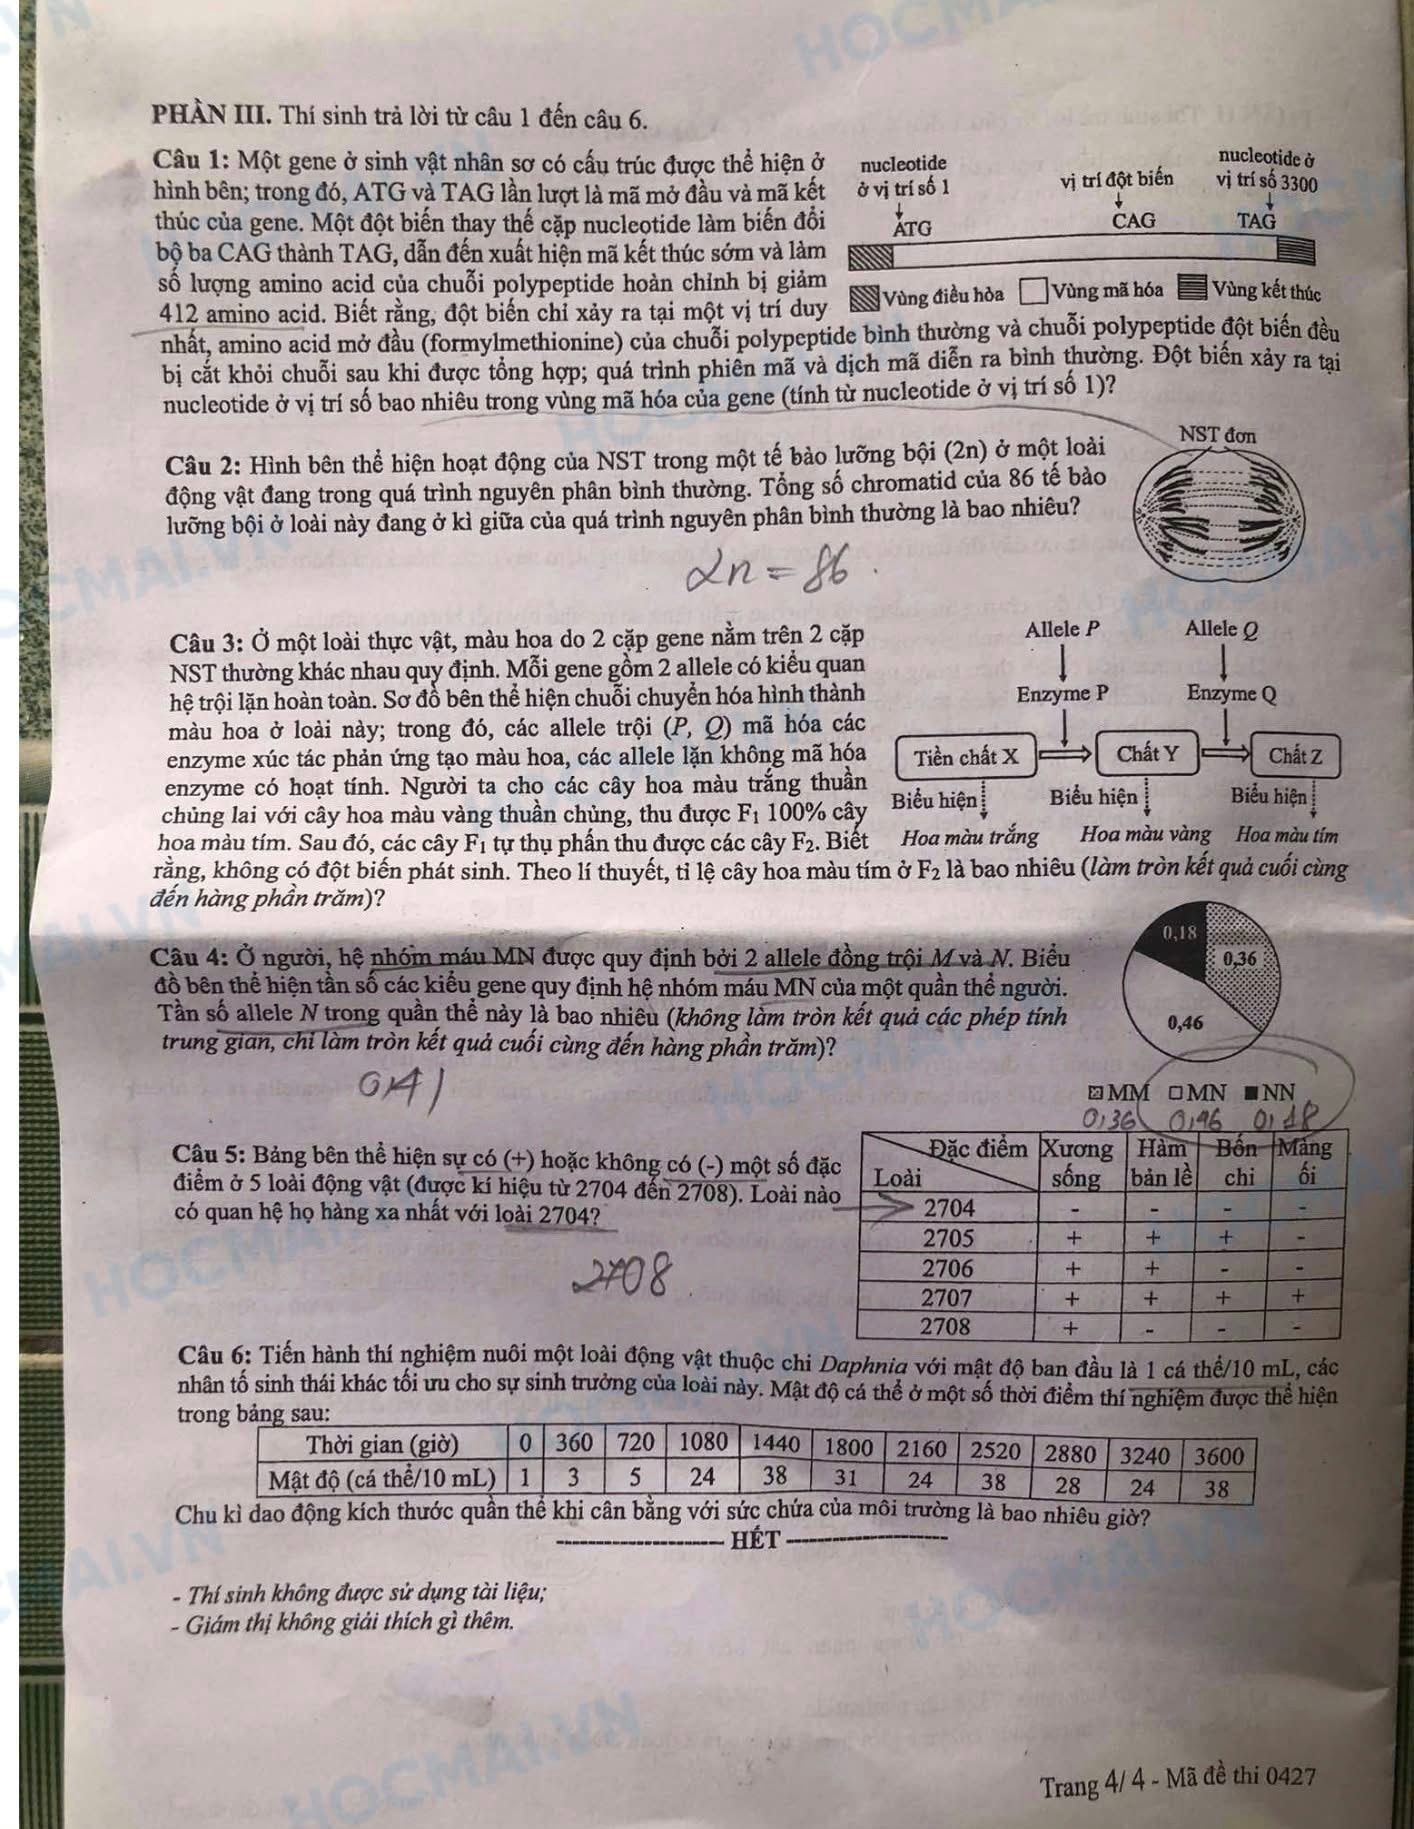 PHẦN III. Thí sinh trả lời từ câu 1 đến câu 6.
Câu 1: Một gene ở sinh vật nhân sơ có cấu trúc được thể hiện ở
hình bên; trong đó, ATG và TAG lần lượt là mã mở đầu và mã kết
thúc của gene. Một đột biến thay thế cặp nucleotide làm biến đổi
bộ ba CAG thành TAG, dẫn đến xuất hiện mã kết thúc sớm và làm
số lượng amino acid của chuỗi polypeptide hoàn chỉnh bị giảm
412 amino acid. Biết rằng, đột biến chỉ xảy ra tại một vị trí duy
nhất, amino acid mở đầu (formylmethionine) của chuỗi polypeptide bình thường và chuỗi polypeptide đột biến đều
bị cắt khỏi chuỗi sau khi được tổng hợp; quá trình phiên mã và dịch mã diễn ra bình thường. Đột biến xảy ra tại
nucleotide ở vị trí số bao nhiêu trong vùng mã hóa của gene (tính từ nucleotide ở vị trí số 1)?
nucleotide
ở vị trí số 1
vị trí đột biến
nucleotide ở
vị trí số 3300
ATG
CAG
TAG
Vùng điều hòa
Vùng mã hóa
Vùng kết thúc
Câu 2: Hình bên thể hiện hoạt động của NST trong một tế bào lưỡng bội (2n) ở một loài
động vật đang trong quá trình nguyên phân bình thường. Tổng số chromatid của 86 tế bào
lưỡng bội ở loài này đang ở kì giữa của quá trình nguyên phân bình thường là bao nhiêu?
NST đơn
2n = 86.
Câu 3: Ở một loài thực vật, màu hoa do 2 cặp gene nằm trên 2 cặp
NST thường khác nhau quy định. Mỗi gene gồm 2 allele có kiểu quan
hệ trội lặn hoàn toàn. Sơ đồ bên thể hiện chuỗi chuyển hóa hình thành
màu hoa ở loài này; trong đó, các allele trội (P, Q) mã hóa các
enzyme xúc tác phản ứng tạo màu hoa, các allele lặn không mã hóa
enzyme có hoạt tính. Người ta cho các cây hoa màu trắng thuần
chủng lai với cây hoa màu vàng thuần chủng, thu được F1 100% cây
hoa màu tím. Sau đó, các cây F1 tự thụ phấn thu được các cây F2. Biết
rằng, không có đột biến phát sinh. Theo lí thuyết, tỉ lệ cây hoa màu tím ở F2 là bao nhiêu (làm tròn kết quả cuối cùng
đến hàng phần trăm)?
Allele P
Allele Q
Enzyme P
Enzyme Q
Tiền chất X
Chất Y
Chất Z
Biểu hiện
Biểu hiện
Biểu hiện
Hoa màu trắng
Hoa màu vàng
Hoa màu tím
Câu 4: Ở người, hệ nhóm máu MN được quy định bởi 2 allele đồng trội M và N. Biểu
đồ bên thể hiện tần số các kiểu gene quy định hệ nhóm máu MN của một quần thể người.
Tần số allele N trong quần thể này là bao nhiêu (không làm tròn kết quả các phép tính
trung gian, chỉ làm tròn kết quả cuối cùng đến hàng phần trăm)?
0,18
0,36
0,46
MM MN NN
0,36 0,46 0,18
0,41
Câu 5: Bảng bên thể hiện sự có (+) hoặc không có (-) một số đặc
điểm ở 5 loài động vật (được kí hiệu từ 2704 đến 2708). Loài nào
có quan hệ họ hàng xa nhất với loài 2704?
2708
Đặc điểm Xương Hàm Bốn Màng
Loài sống bản lề chi ối
2704 - - - -
2705 + + + -
2706 + + - -
2707 + + + +
2708 + - - -
Câu 6: Tiến hành thí nghiệm nuôi một loài động vật thuộc chi Daphnia với mật độ ban đầu là 1 cá thể/10 mL, các
nhân tố sinh thái khác tối ưu cho sự sinh trưởng của loài này. Mật độ cá thể ở một số thời điểm thí nghiệm được thể hiện
trong bảng sau:
Thời gian (giờ) 0 360 720 1080 1440 1800 2160 2520 2880 3240 3600
Mật độ (cá thể/10 mL) 1 3 5 24 38 31 24 38 28 24 38
Chu kì dao động kích thước quần thể khi cân bằng với sức chứa của môi trường là bao nhiêu giờ?
HẾT
- Thí sinh không được sử dụng tài liệu;
- Giám thị không giải thích gì thêm.
Trang 4/ 4 - Mã đề thi 0427
HOCMAI.VN